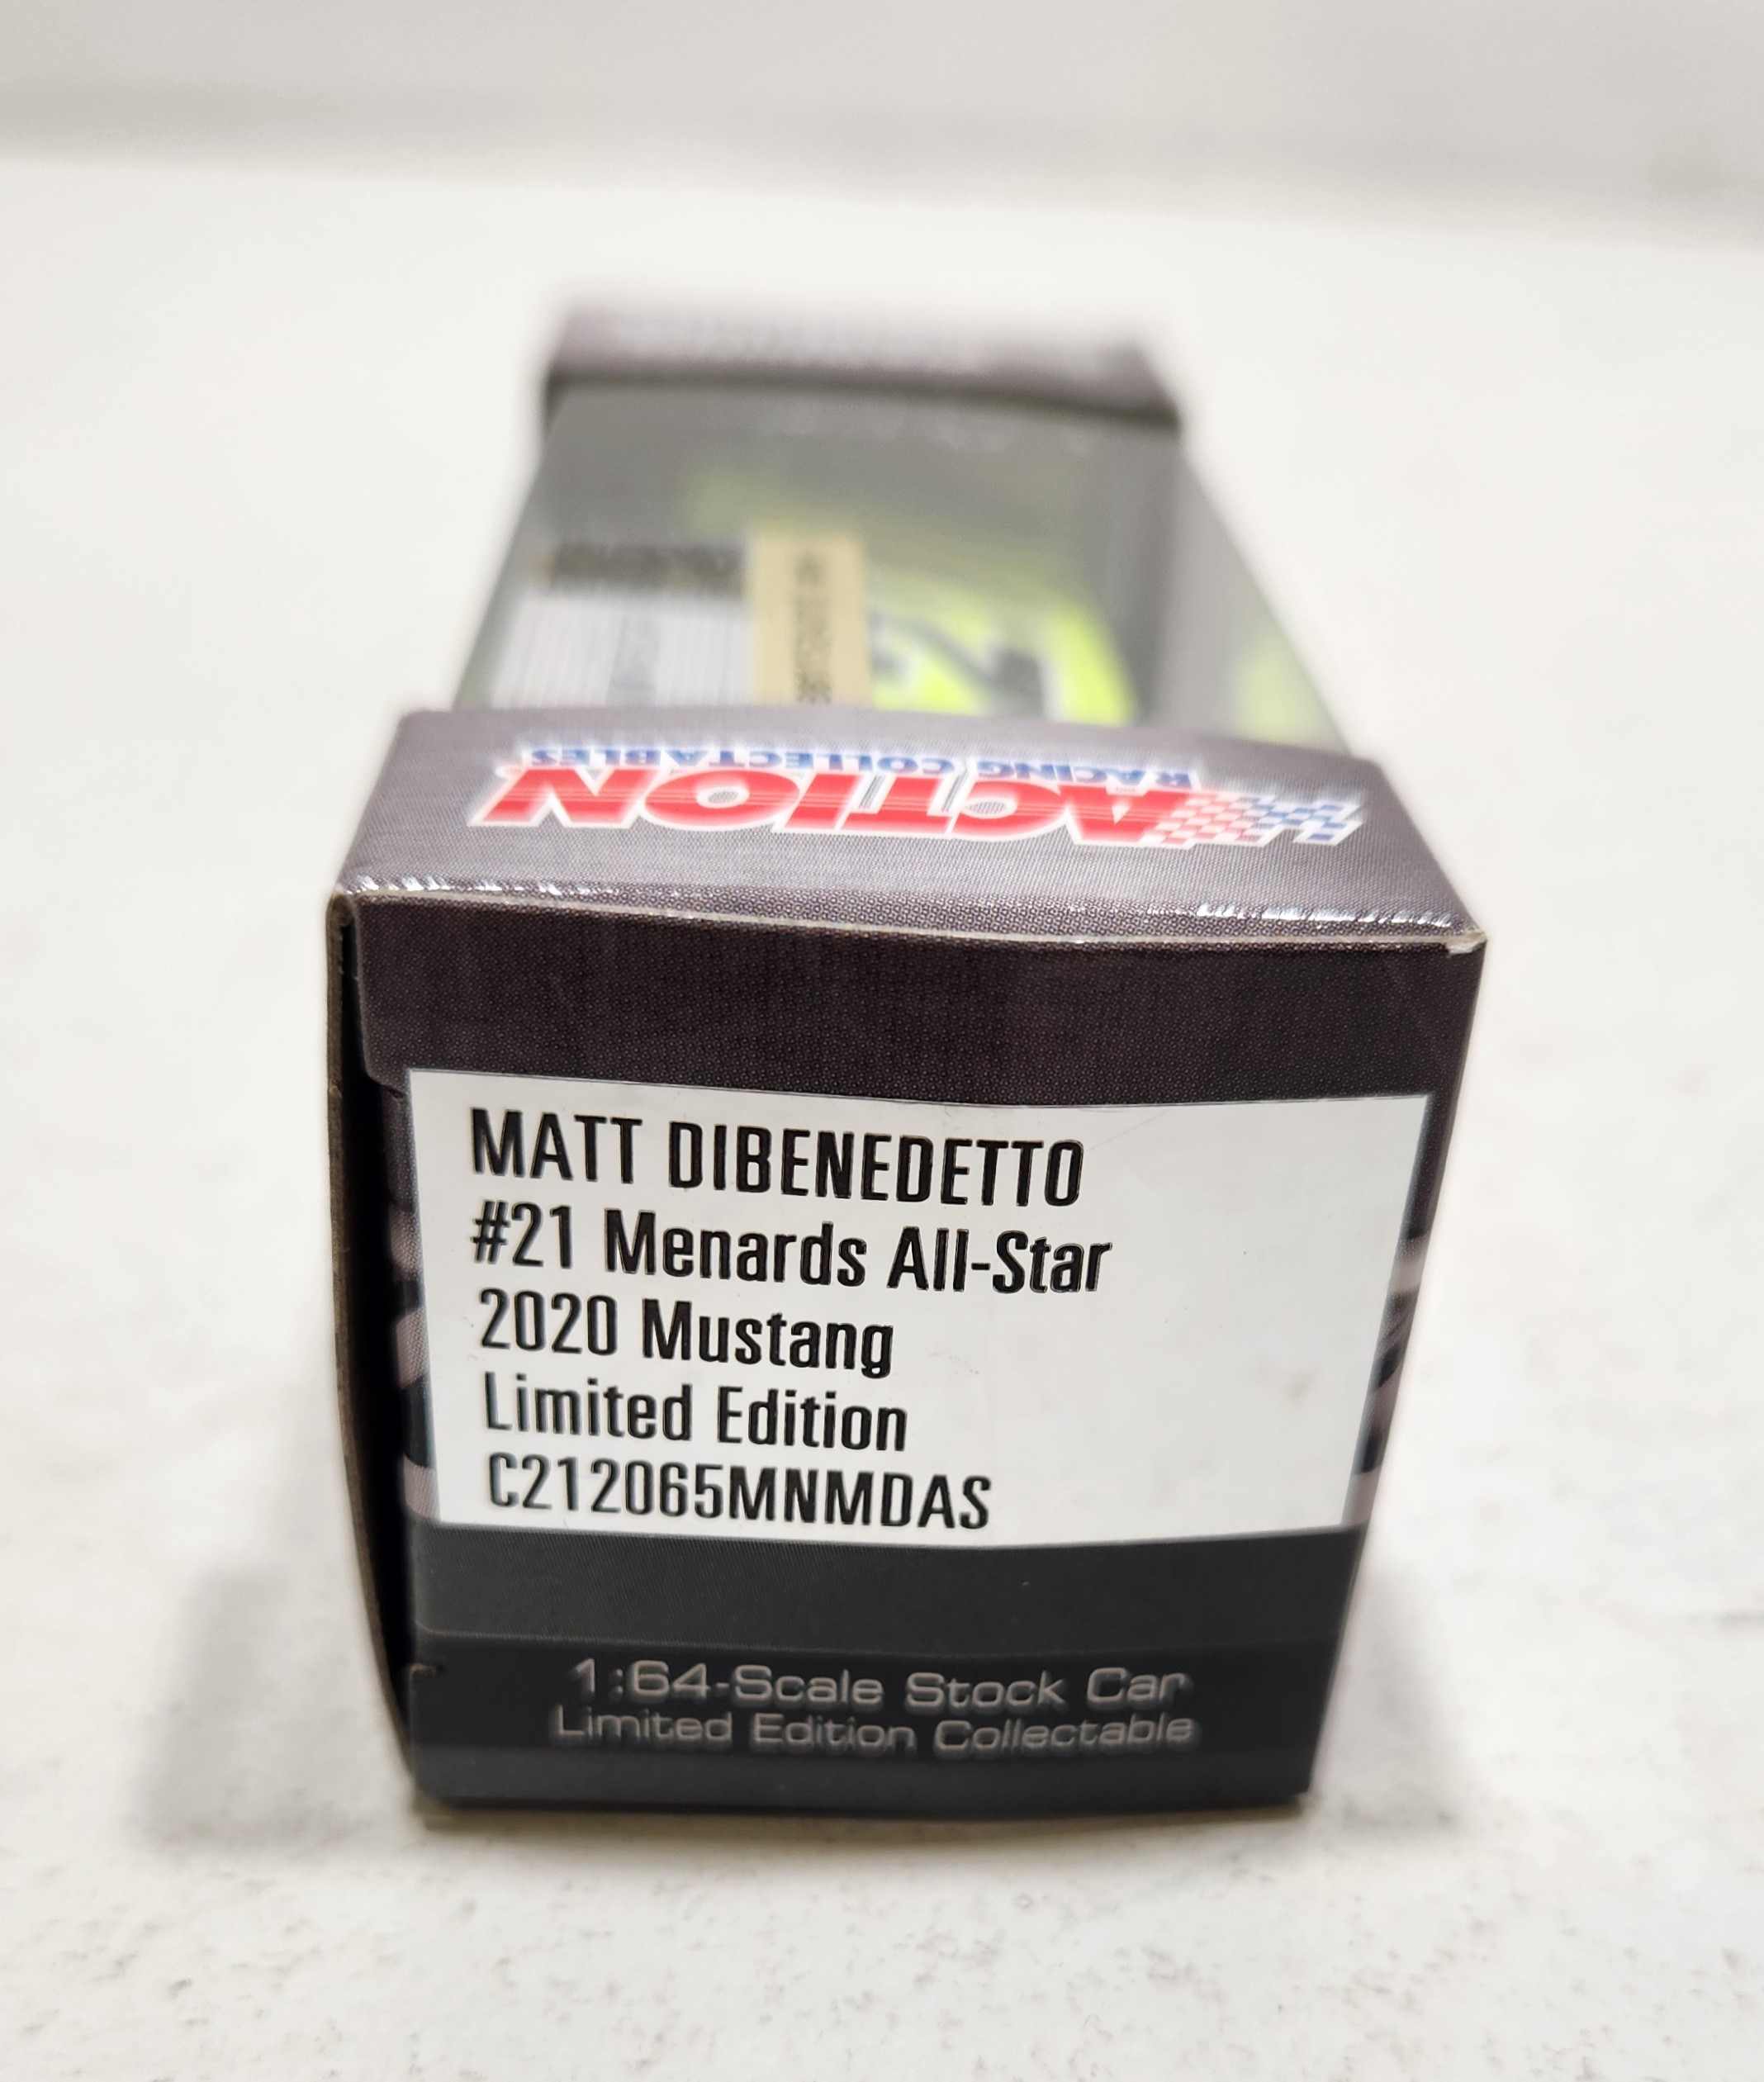 ACTION
RACING COLLECTABLES
MATT DIBENEDETTO
#21 Menards All-Star
2020 Mustang
Limited Edition
C212065MNMDAS
1:64-Scale Stock Car
Limited Edition Collectable